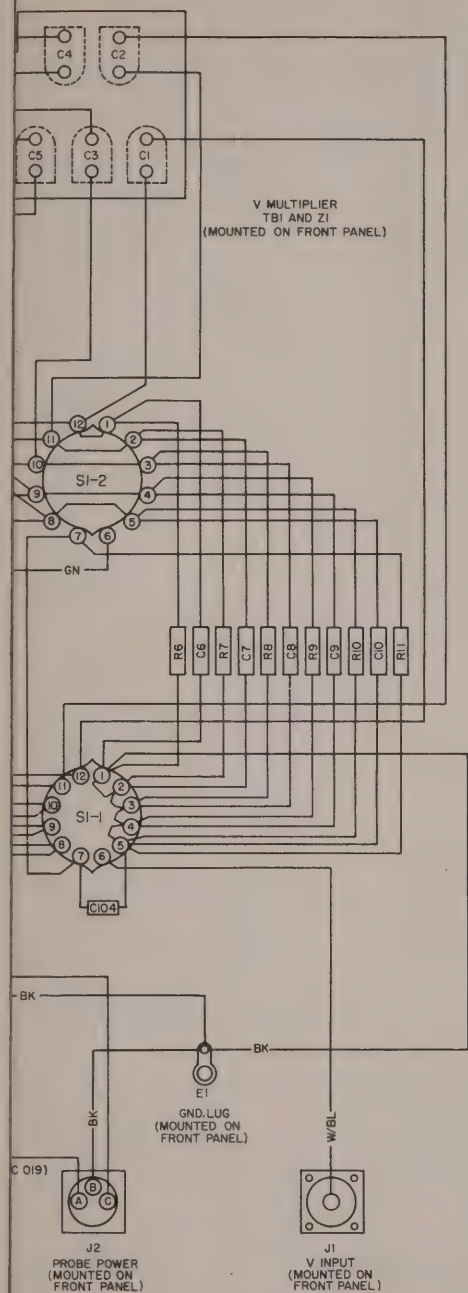 C4 C2
C5 C3 C1
V MULTIPLIER
TB1 AND Z1
(MOUNTED ON FRONT PANEL)
12 1
11 2
10 3
S1-2
9 4
8 5
7 6
GN
R6 C6 R7 C7 R8 C8 R9 C9 R10 C10 R11
12 1
11 2
10 3
S1-1
9 4
8 5
7 6
C104
BK
BK
E1
GND.LUG
(MOUNTED ON
FRONT PANEL)
BK
W/BL
C 019)
B
A C
J2
PROBE POWER
(MOUNTED ON
FRONT PANEL)
J1
V INPUT
(MOUNTED ON
FRONT PANEL)